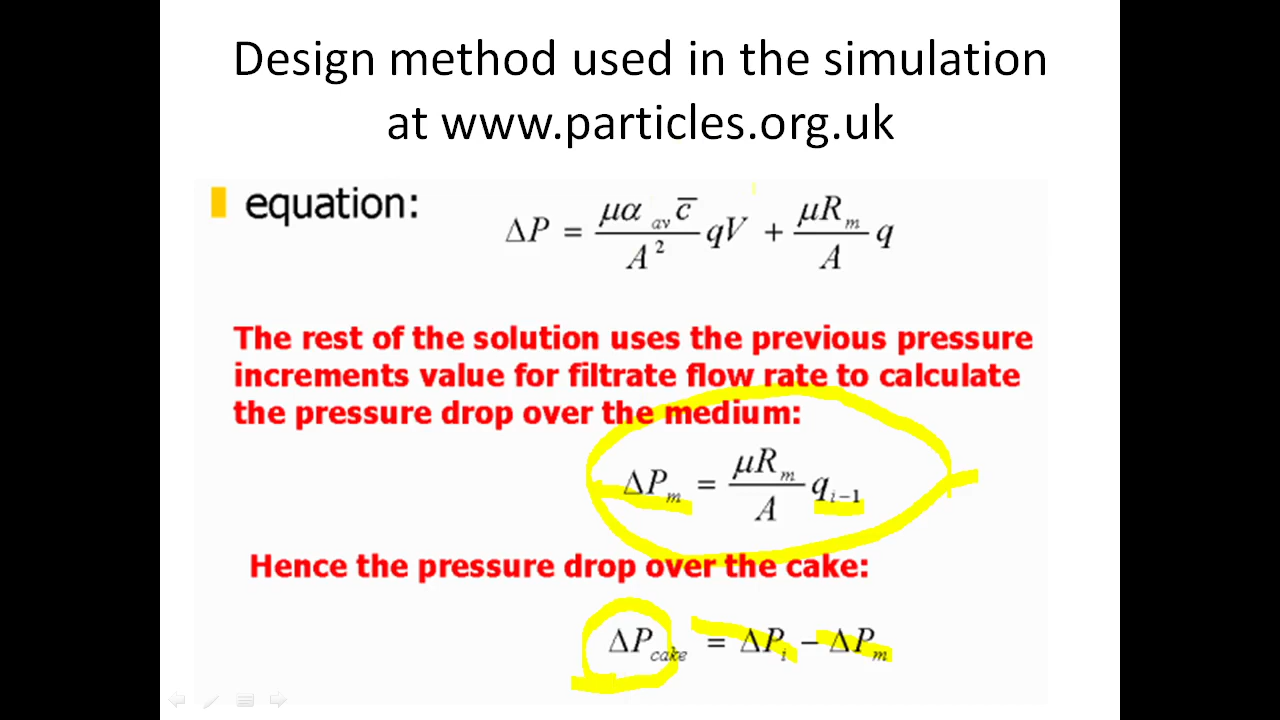 Design method used in the simulation
at www.particles.org.uk
equation:
ΔP = μα_av c̄ / A² qV + μR_m / A q
The rest of the solution uses the previous pressure
increments value for filtrate flow rate to calculate
the pressure drop over the medium:
ΔP_m = μR_m / A q_i−1
Hence the pressure drop over the cake:
ΔP_cake = ΔP_i − ΔP_m